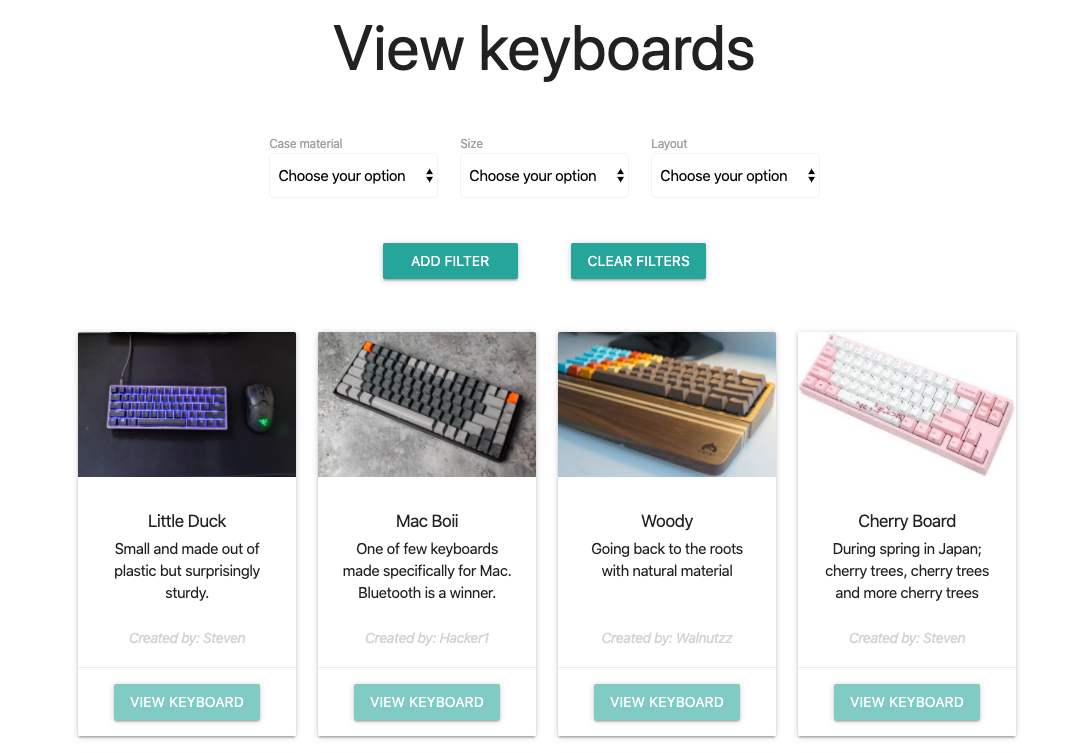 View keyboards
Case material
Size
Layout
Choose your option
Choose your option
Choose your option
ADD FILTER
CLEAR FILTERS
Little Duck
Small and made out of
plastic but surprisingly
sturdy.
Created by: Steven
VIEW KEYBOARD
Mac Boii
One of few keyboards
made specifically for Mac.
Bluetooth is a winner.
Created by: Hacker1
VIEW KEYBOARD
Woody
Going back to the roots
with natural material
Created by: Walnutzz
VIEW KEYBOARD
Cherry Board
During spring in Japan;
cherry trees, cherry trees
and more cherry trees
Created by: Steven
VIEW KEYBOARD